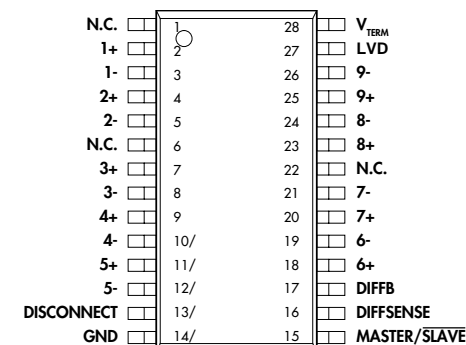 N.C. 1 28 VTERM
1+ 2 27 LVD
1- 3 26 9-
2+ 4 25 9+
2- 5 24 8-
N.C. 6 23 8+
3+ 7 22 N.C.
3- 8 21 7-
4+ 9 20 7+
4- 10/ 19 6-
5+ 11/ 18 6+
5- 12/ 17 DIFFB
DISCONNECT 13/ 16 DIFFSENSE
GND 14/ 15 MASTER/SLAVE